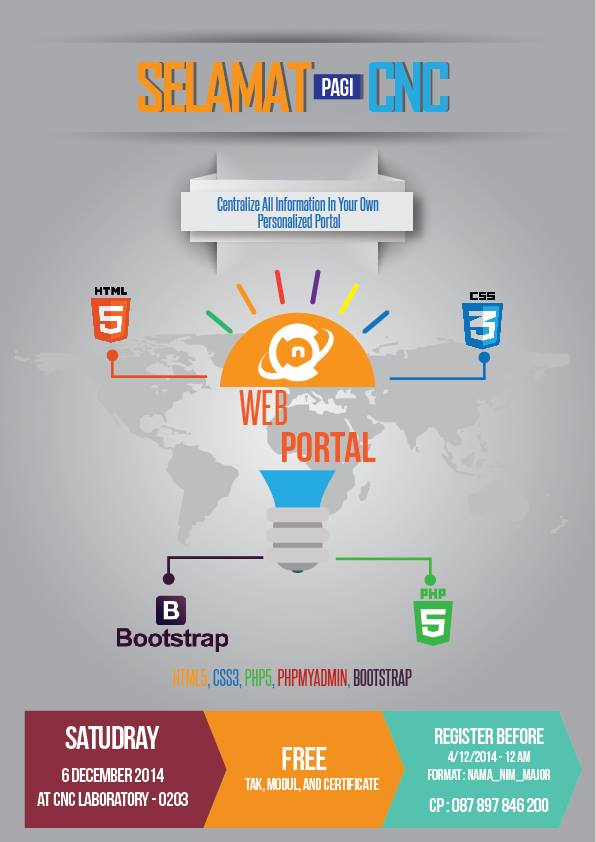 SELAMAT PAGI CNC
Centralize All Information In Your Own
Personalized Portal
HTML
5
CSS
3
n
WEB
PORTAL
B
Bootstrap
PHP
5
HTML5, CSS3, PHP5, PHPMYADMIN, BOOTSTRAP
SATUDRAY
6 DECEMBER 2014
AT CNC LABORATORY - 0203
FREE
TAK, MODUL, AND CERTIFICATE
REGISTER BEFORE
4/12/2014 - 12 AM
FORMAT : NAMA_NIM_MAJOR
CP : 087 897 846 200